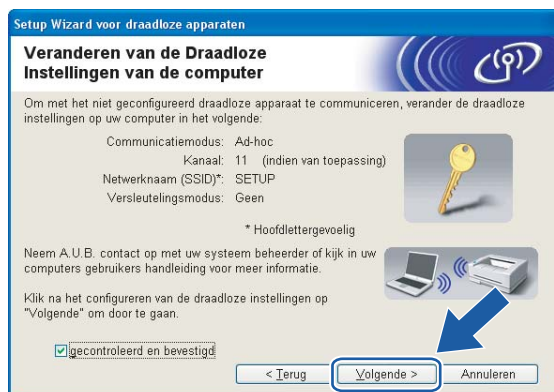 Setup Wizard voor draadloze apparaten
Veranderen van de Draadloze
Instellingen van de computer
Om met het niet geconfigureerd draadloze apparaat te communiceren, verander de draadloze
instellingen op uw computer in het volgende:
Communicatiemodus: Ad-hoc
Kanaal: 11 (indien van toepassing)
Netwerknaam (SSID)*: SETUP
Versleutelingsmodus: Geen
* Hoofdlettergevoelig
Neem A.U.B. contact op met uw systeem beheerder of kijk in uw
computers gebruikers handleiding voor meer informatie.
Klik na het configureren van de draadloze instellingen op
"Volgende" om door te gaan.
gecontroleerd en bevestigd
< Terug
Volgende >
Annuleren